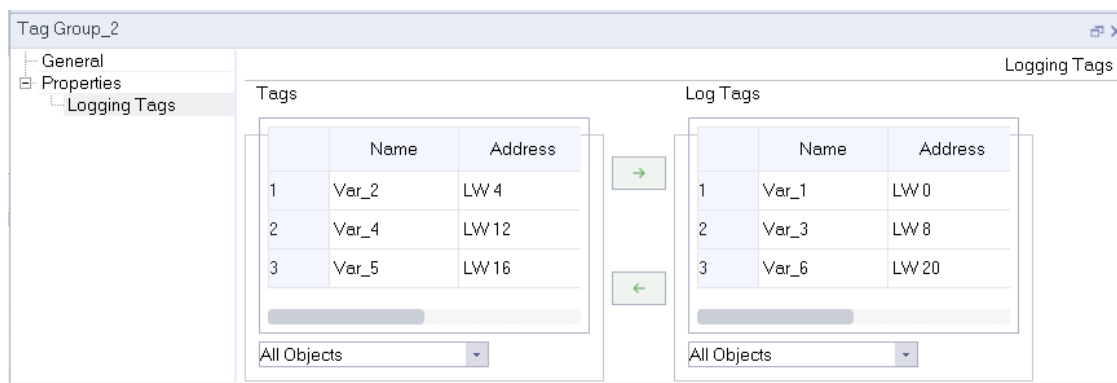 Tag Group_2
General
Properties
Logging Tags
Logging Tags
Tags
Name Address
1 Var_2 LW 4
2 Var_4 LW 12
3 Var_5 LW 16
All Objects
Log Tags
Name Address
1 Var_1 LW 0
2 Var_3 LW 8
3 Var_6 LW 20
All Objects